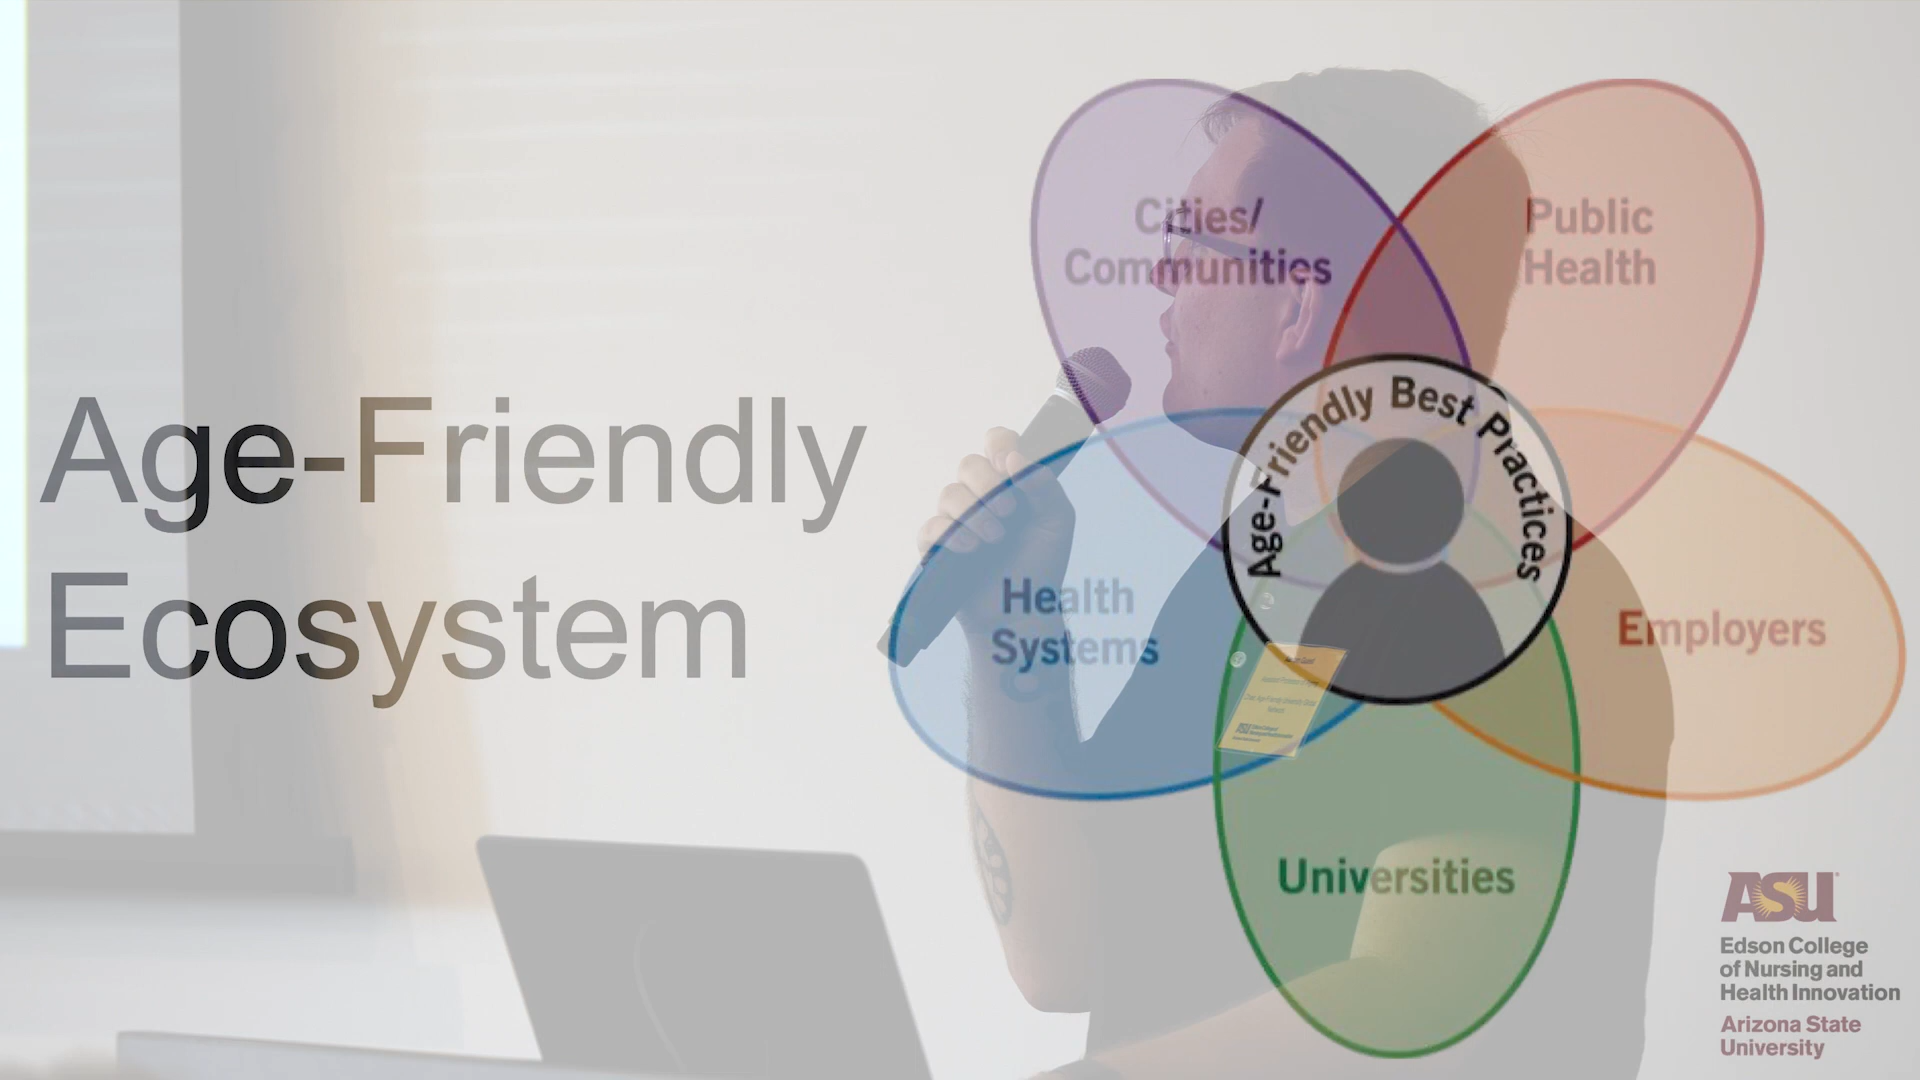 Age-Friendly
Ecosystem
Cities/
Communities
Public
Health
Age-Friendly Best Practices
Health
Systems
Employers
Universities
ASU
Edson College
of Nursing and
Health Innovation
Arizona State
University